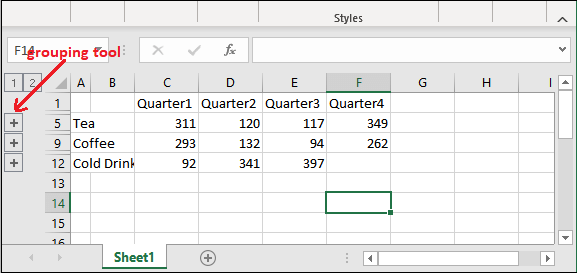 Styles
F14 fx
grouping tool
1 2 A B C D E F G H I
1 Quarter1 Quarter2 Quarter3 Quarter4
5 Tea 311 120 117 349
9 Coffee 293 132 94 262
12 Cold Drink 92 341 397
13
14
15
16
Sheet1